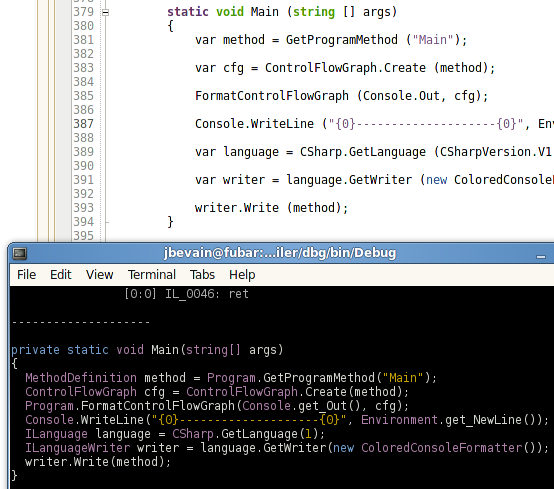 379 static void Main (string [] args)
380 {
381 var method = GetProgramMethod ("Main");
382
383 var cfg = ControlFlowGraph.Create (method);
384
385 FormatControlFlowGraph (Console.Out, cfg);
386
387 Console.WriteLine ("{0}--------------------{0}", Env
388
389 var language = CSharp.GetLanguage (CSharpVersion.V1
390
391 var writer = language.GetWriter (new ColoredConsoleF
392
393 writer.Write (method);
394 }
395
jbevain@fubar:...iler/dbg/bin/Debug
File Edit View Terminal Tabs Help
[0:0] IL_0046: ret
--------------------
private static void Main(string[] args)
{
MethodDefinition method = Program.GetProgramMethod("Main");
ControlFlowGraph cfg = ControlFlowGraph.Create(method);
Program.FormatControlFlowGraph(Console.get_Out(), cfg);
Console.WriteLine("{0}--------------------{0}", Environment.get_NewLine());
ILanguage language = CSharp.GetLanguage(1);
ILanguageWriter writer = language.GetWriter(new ColoredConsoleFormatter());
writer.Write(method);
}